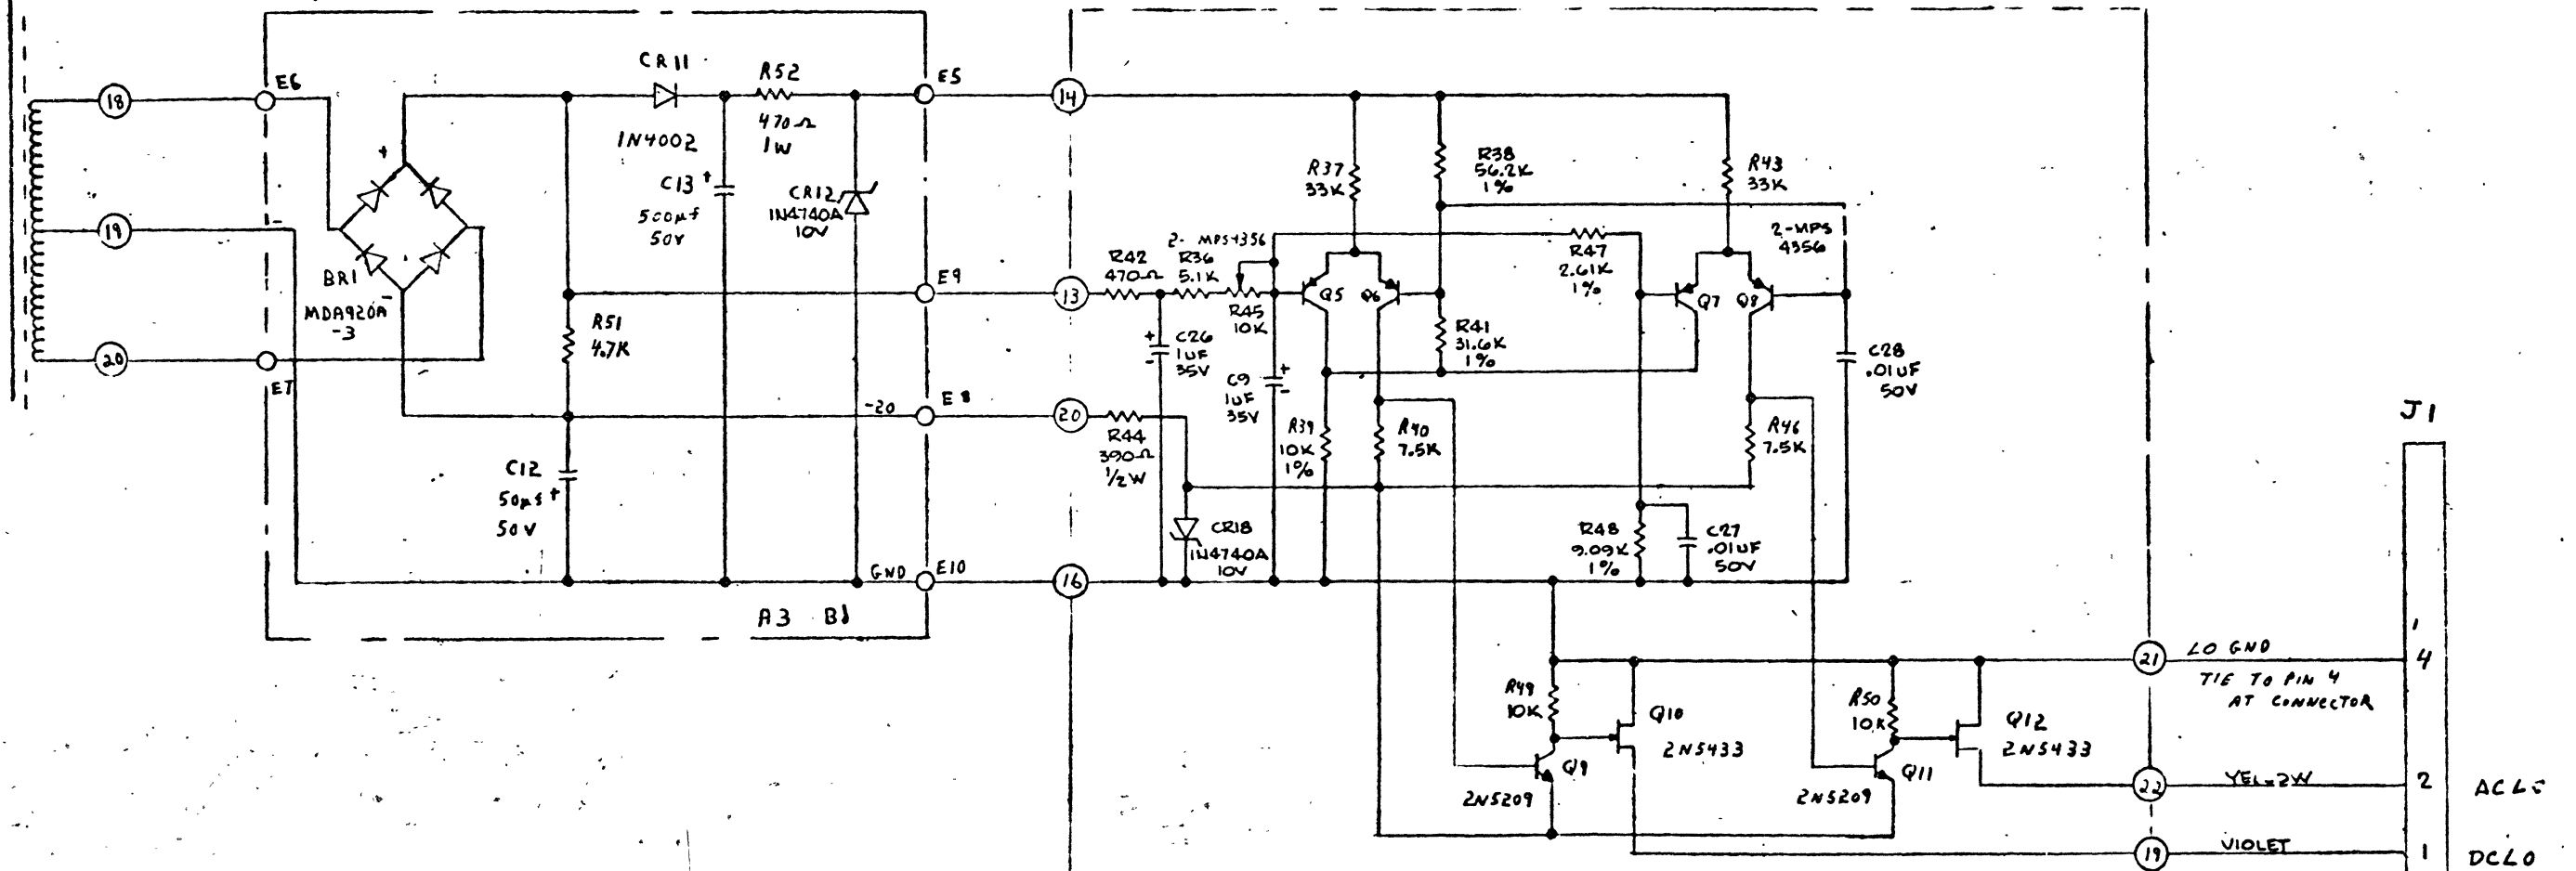 18
E6
19
-
20
E7
+
BR1
-
MDA920A
-3
CR11
1N4002
R52
470Ω
1W
C13 +
500µf
50V
CR12
1N4740A
10V
R51
4.7K
-20
C12
50µf +
50V
GND
A3 B1
E5
E9
E8
E10
14
13
20
16
R42
470Ω
2- MPS4356
R36
5.1K
R45
10K
+
-
C26
1UF
35V
C9
1UF
35V
+
-
R44
390Ω
1/2W
CR18
1N4740A
10V
R37
33K
R38
56.2K
1%
R43
33K
Q5
Q6
R47
2.61K
1%
2-MPS
4356
Q7
Q8
R41
31.6K
1%
R39
10K
1%
R40
7.5K
R46
7.5K
C28
.01UF
50V
R48
9.09K
1%
C27
.01UF
50V
R49
10K
Q10
2N5433
Q9
2N5209
R50
10K
Q12
2N5433
Q11
2N5209
21
LO GND
TIE TO PIN 4
AT CONNECTOR
22
19
VIOLET
J1
4
2
1
DCLO